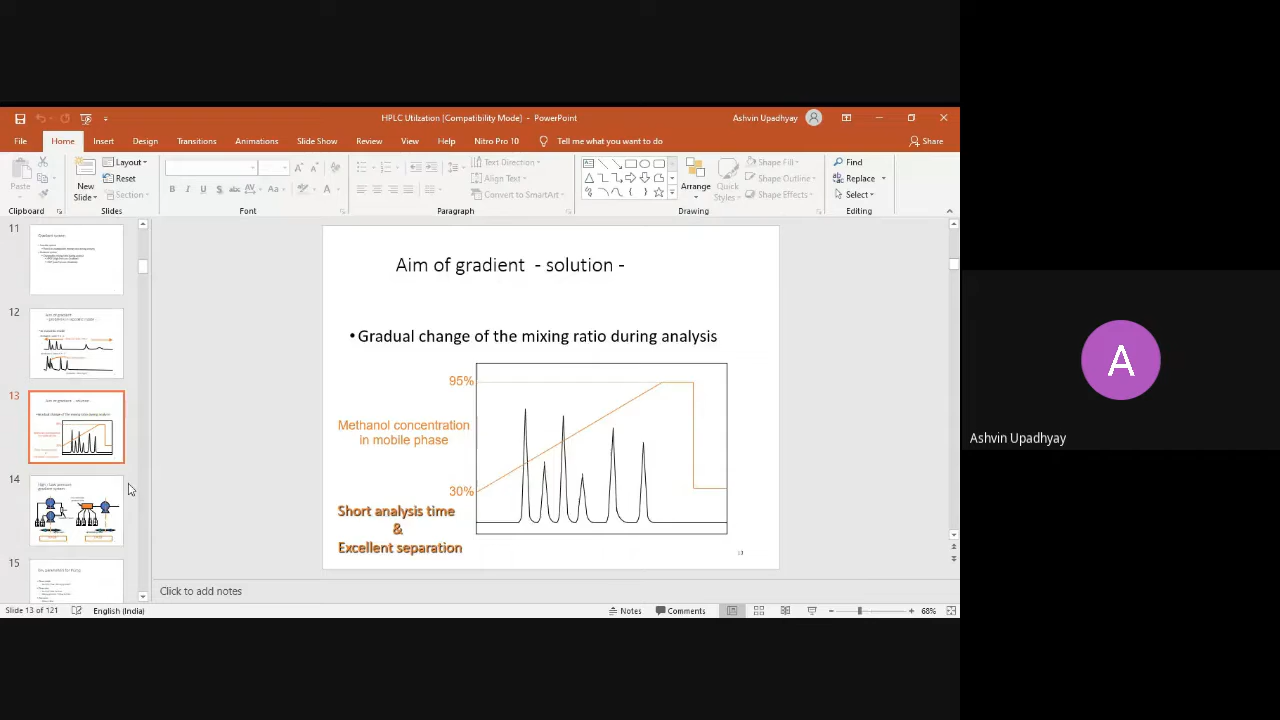 HPLC Utilzation [Compatibility Mode] - PowerPoint
Ashvin Upadhyay
File Home Insert Design Transitions Animations Slide Show Review View Help Nitro Pro 10 Tell me what you want to do Share
Paste
New
Slide
Layout
Reset
Section
Text Direction
Align Text
Convert to SmartArt
Arrange
Quick
Styles
Shape Fill
Shape Outline
Shape Effects
Find
Replace
Select
Clipboard Slides Font Paragraph Drawing Editing
11
12
13
14
15
Aim of gradient - solution -
•Gradual change of the mixing ratio during analysis
95%
Methanol concentration
in mobile phase
30%
Short analysis time
&
Excellent separation
13
Click to add notes
Slide 13 of 121 English (India) Notes Comments 68%
A
Ashvin Upadhyay